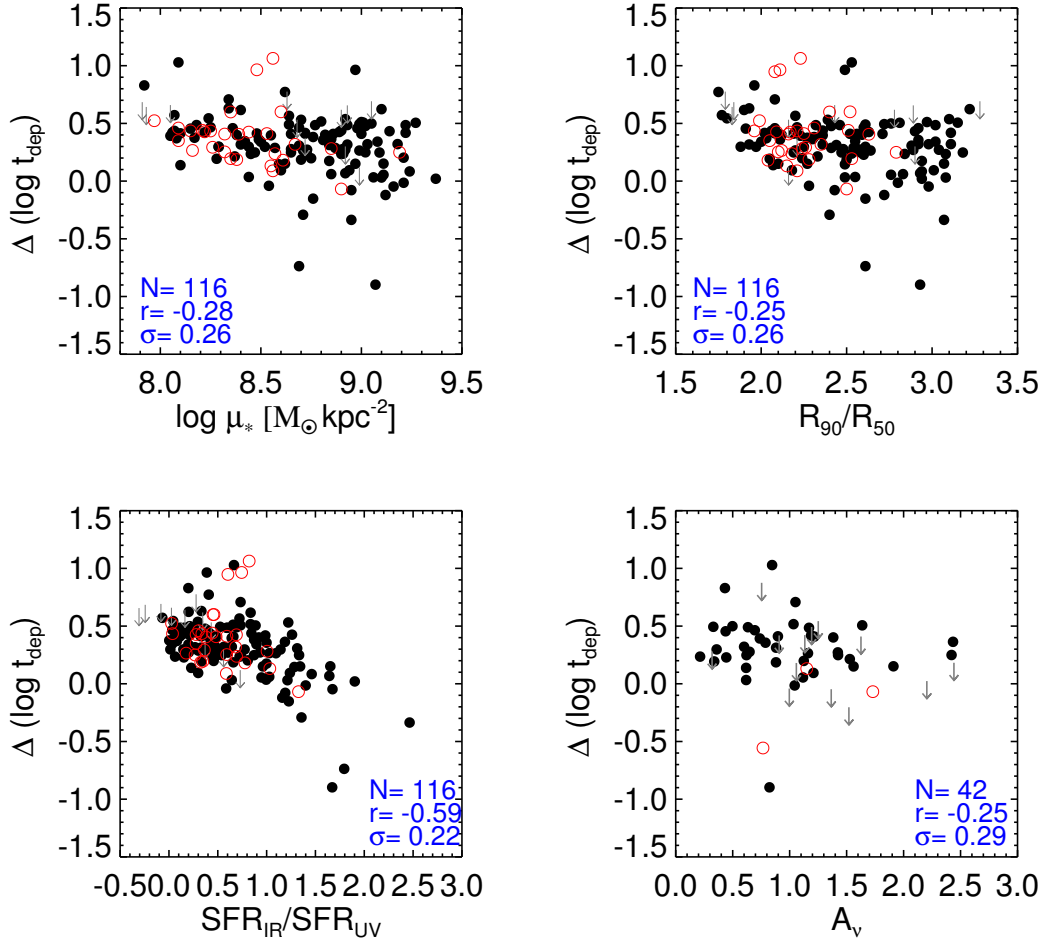 1.5
1.0
0.5
0.0
-0.5
-1.0
-1.5
Δ (log t_dep)
N= 116
r= -0.28
σ= 0.26
8.0 8.5 9.0 9.5
log μ_* [M_⊙ kpc^-2]
1.5
1.0
0.5
0.0
-0.5
-1.0
-1.5
Δ (log t_dep)
N= 116
r= -0.25
σ= 0.26
1.5 2.0 2.5 3.0 3.5
R_90/R_50
1.5
1.0
0.5
0.0
-0.5
-1.0
-1.5
Δ (log t_dep)
N= 116
r= -0.59
σ= 0.22
-0.5 0.0 0.5 1.0 1.5 2.0 2.5 3.0
SFR_IR/SFR_UV
1.5
1.0
0.5
0.0
-0.5
-1.0
-1.5
Δ (log t_dep)
N= 42
r= -0.25
σ= 0.29
0.0 0.5 1.0 1.5 2.0 2.5 3.0
A_ν